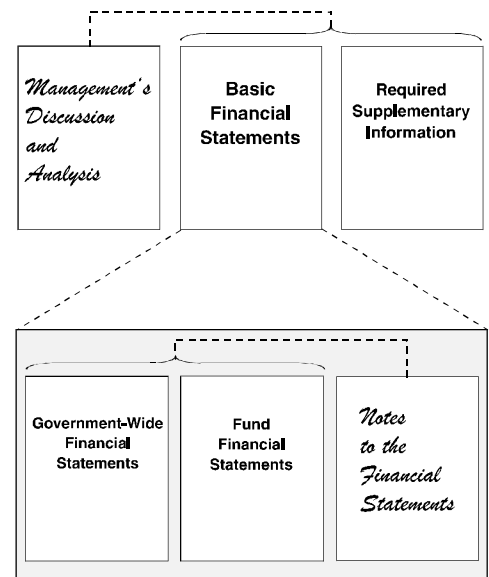 Management's
Discussion
and
Analysis
Basic
Financial
Statements
Required
Supplementary
Information
Government-Wide
Financial
Statements
Fund
Financial
Statements
Notes
to the
Financial
Statements